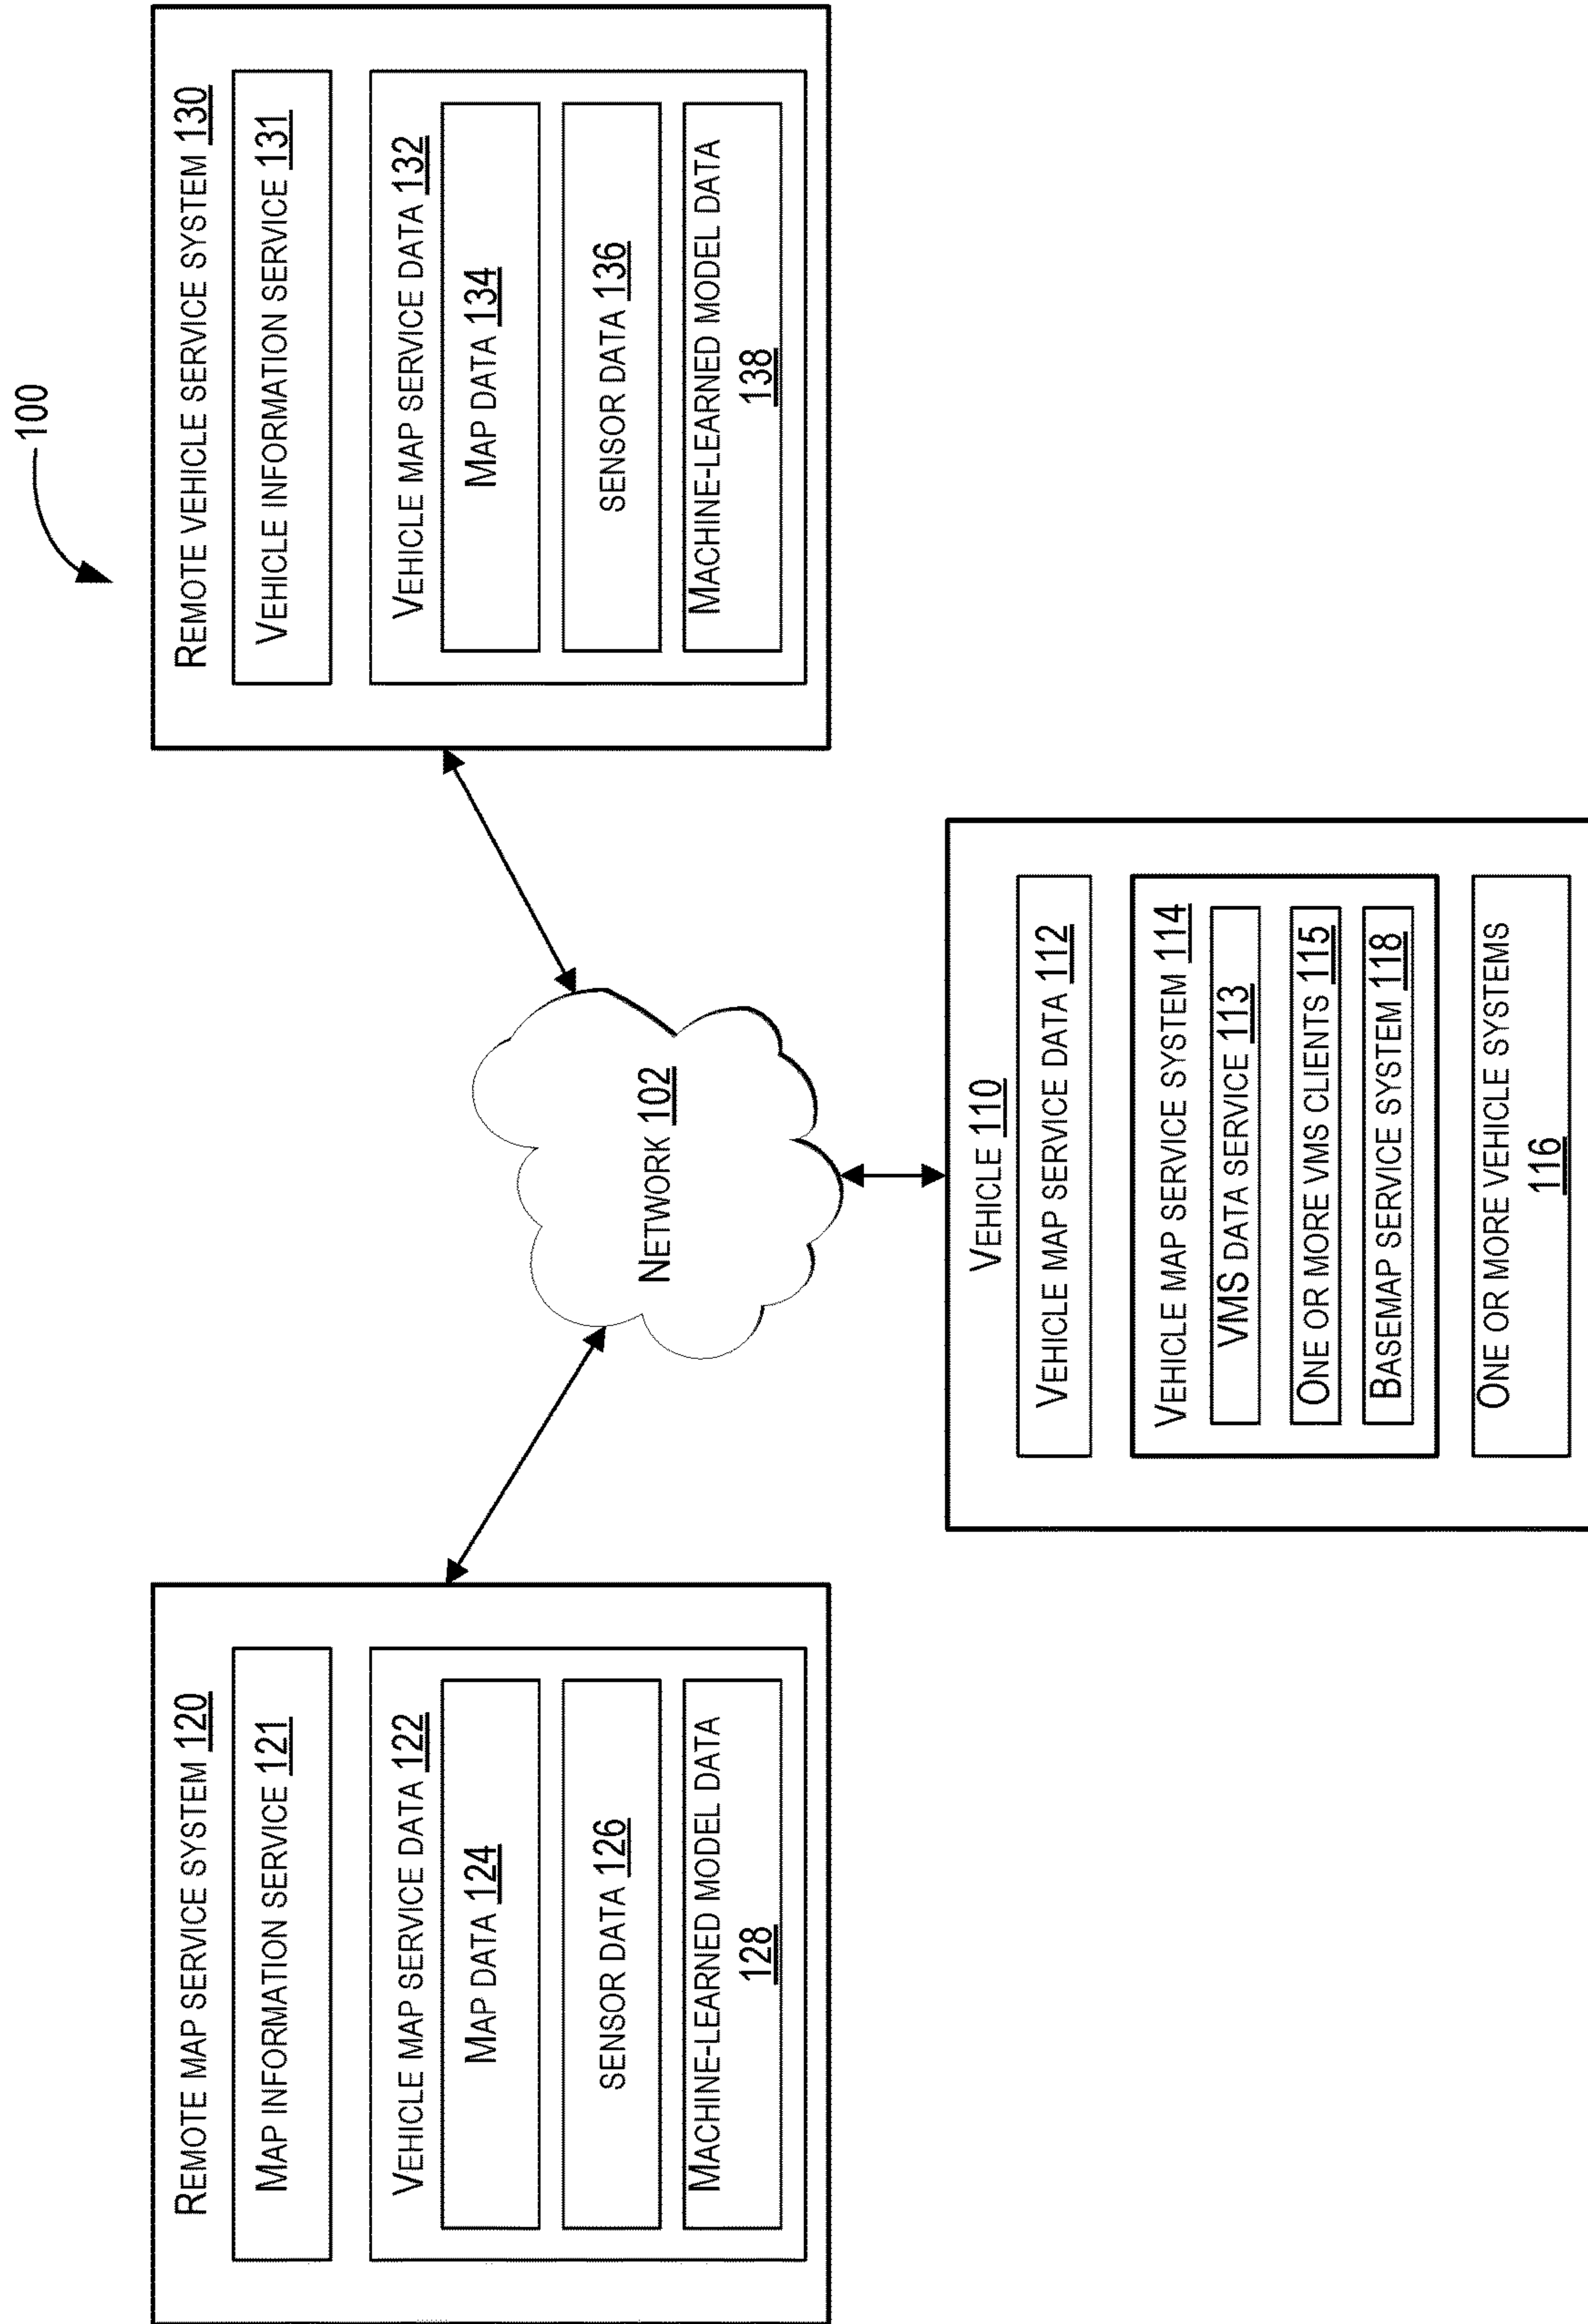 100
REMOTE MAP SERVICE SYSTEM 120
MAP INFORMATION SERVICE 121
VEHICLE MAP SERVICE DATA 122
MAP DATA 124
SENSOR DATA 126
MACHINE-LEARNED MODEL DATA
128
NETWORK 102
REMOTE VEHICLE SERVICE SYSTEM 130
VEHICLE INFORMATION SERVICE 131
VEHICLE MAP SERVICE DATA 132
MAP DATA 134
SENSOR DATA 136
MACHINE-LEARNED MODEL DATA
138
VEHICLE 110
VEHICLE MAP SERVICE DATA 112
VEHICLE MAP SERVICE SYSTEM 114
VMS DATA SERVICE 113
ONE OR MORE VMS CLIENTS 115
BASEMAP SERVICE SYSTEM 118
ONE OR MORE VEHICLE SYSTEMS
116